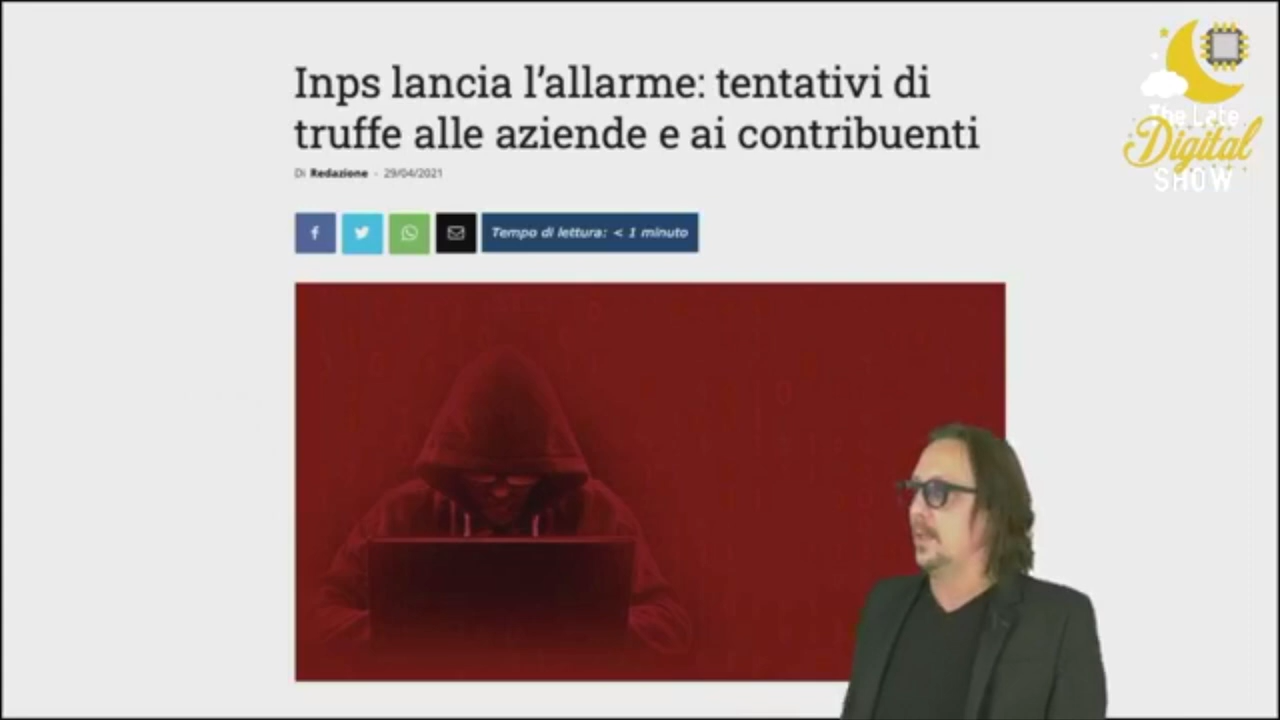 Inps lancia l’allarme: tentativi di
truffe alle aziende e ai contribuenti
Di Redazione - 29/04/2021
Tempo di lettura: < 1 minuto
The Late
Digital
SHOW